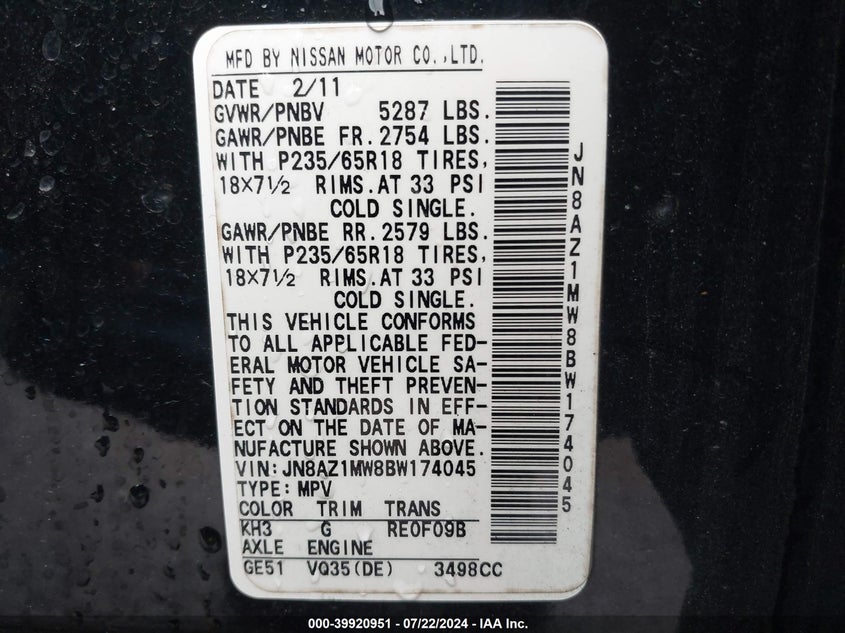 MFD BY NISSAN MOTOR CO.,LTD.
DATE 2/11
GVWR/PNBV 5287 LBS.
GAWR/PNBE FR. 2754 LBS.
WITH P235/65R18 TIRES,
18X7½ RIMS. AT 33 PSI
COLD SINGLE.
GAWR/PNBE RR. 2579 LBS.
WITH P235/65R18 TIRES,
18X7½ RIMS. AT 33 PSI
COLD SINGLE.
THIS VEHICLE CONFORMS
TO ALL APPLICABLE FED-
ERAL MOTOR VEHICLE SA-
FETY AND THEFT PREVEN-
TION STANDARDS IN EFF-
ECT ON THE DATE OF MA-
NUFACTURE SHOWN ABOVE.
VIN: JN8AZ1MW8BW174045
TYPE: MPV
COLOR TRIM TRANS
KH3 G RE0F09B
AXLE ENGINE
GE51 VQ35(DE) 3498CC
JN8AZ1MW8BW174045
000-39920951 - 07/22/2024 - IAA Inc.